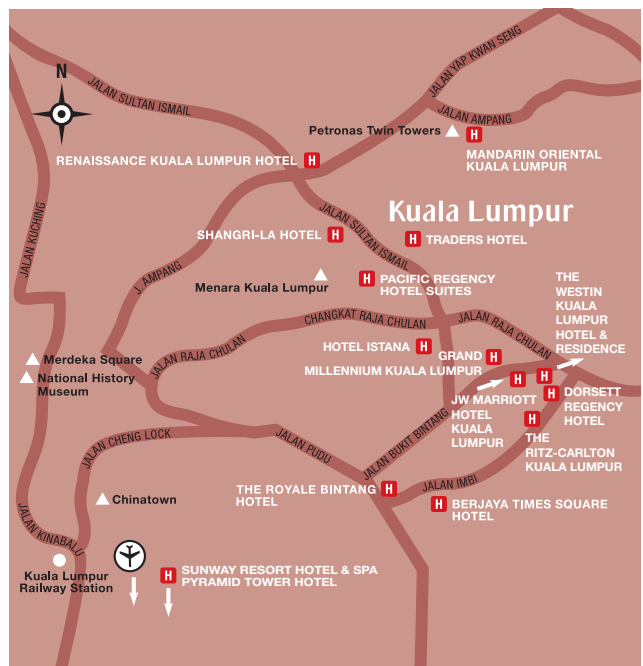 JALAN YAP KWAN SENG
JALAN SULTAN ISMAIL
N
JALAN AMPANG
Petronas Twin Towers
H
MANDARIN ORIENTAL
KUALA LUMPUR
RENAISSANCE KUALA LUMPUR HOTEL
H
Kuala Lumpur
JALAN SULTAN ISMAIL
SHANGRI-LA HOTEL
H
H
TRADERS HOTEL
JALAN KUCHING
J. AMPANG
Menara Kuala Lumpur
H
PACIFIC REGENCY
HOTEL SUITES
THE
WESTIN
KUALA
LUMPUR
HOTEL &
RESIDENCE
CHANGKAT RAJA CHULAN
JALAN RAJA CHULAN
JALAN RAJA CHULAN
HOTEL ISTANA
H
GRAND
MILLENNIUM KUALA LUMPUR
H
Merdeka Square
National History
Museum
H
H
JW MARRIOTT
HOTEL
KUALA
LUMPUR
H
DORSETT
REGENCY
HOTEL
H
THE
RITZ-CARLTON
KUALA LUMPUR
JALAN CHENG LOCK
JALAN PUDU
JALAN BUKIT BINTANG
JALAN IMBI
THE ROYALE BINTANG
HOTEL
H
H
BERJAYA TIMES SQUARE
HOTEL
Chinatown
JALAN KINABALU
Kuala Lumpur
Railway Station
H
SUNWAY RESORT HOTEL & SPA
PYRAMID TOWER HOTEL